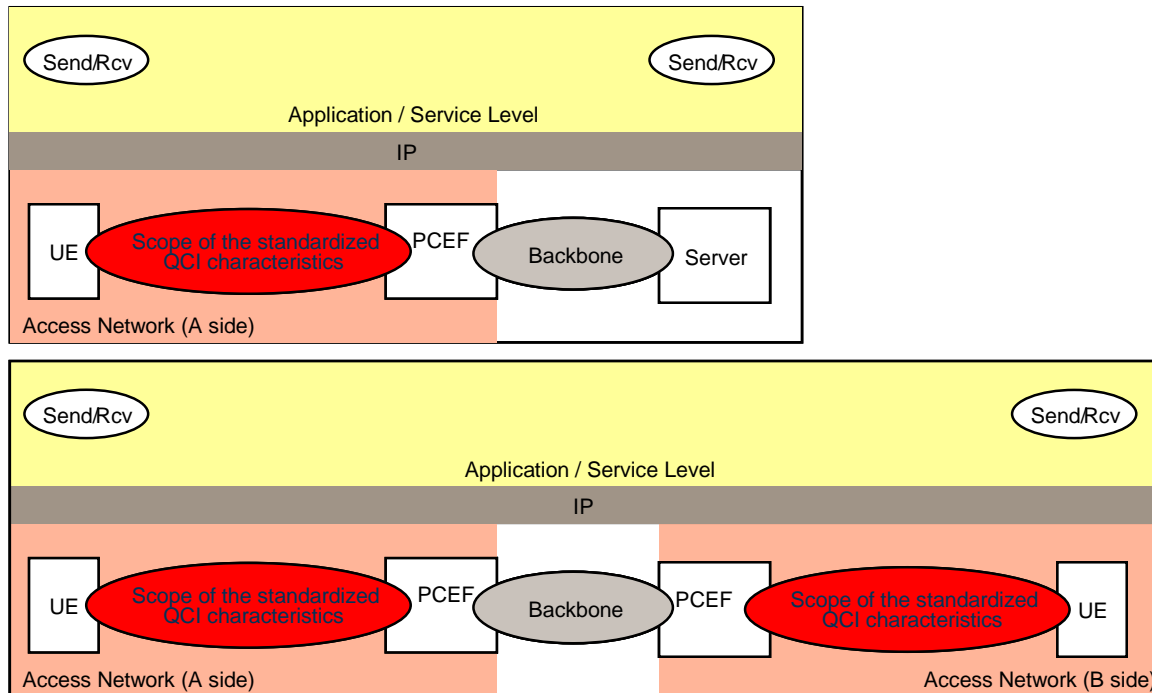 Send/Rcv
Send/Rcv
Application / Service Level
IP
UE
Scope of the standardized
QCI characteristics
PCEF
Backbone
Server
Access Network (A side)
Send/Rcv
Send/Rcv
Application / Service Level
IP
UE
Scope of the standardized
QCI characteristics
PCEF
Backbone
PCEF
Scope of the standardized
QCI characteristics
UE
Access Network (A side)
Access Network (B side)